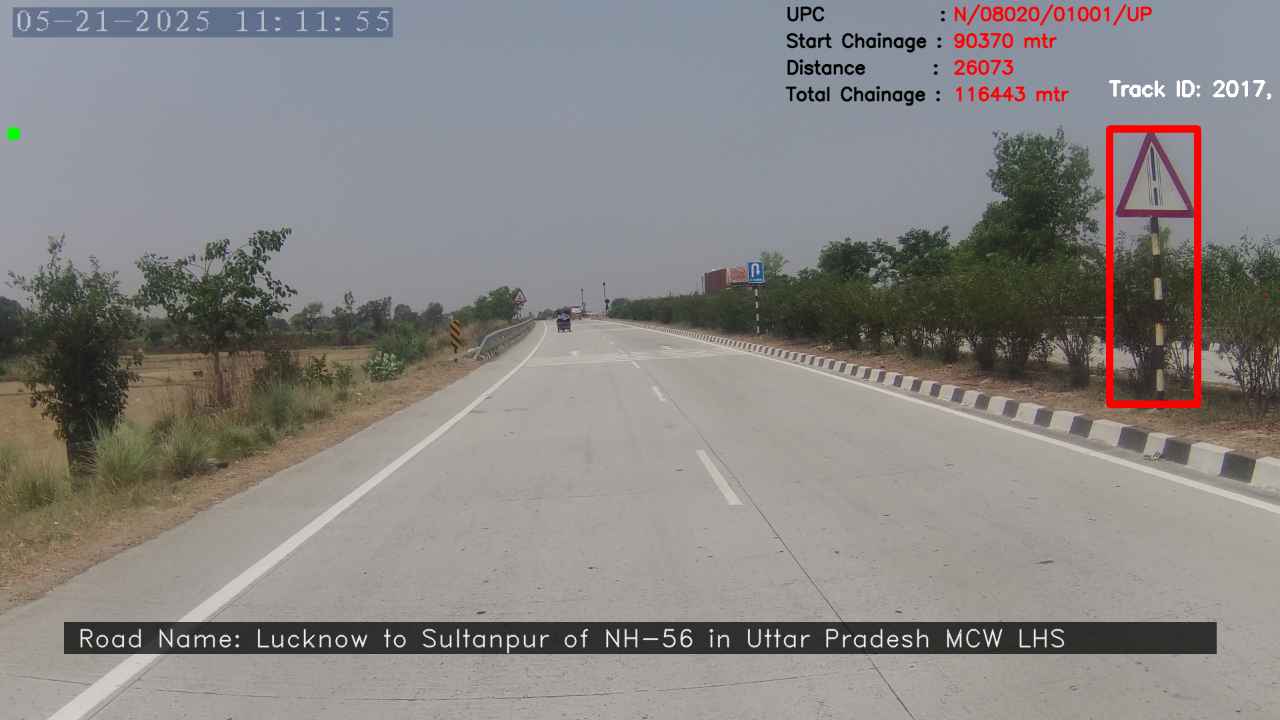 05-21-2025 11:11:55
UPC : N/08020/01001/UP
Start Chainage : 90370 mtr
Distance : 26073
Total Chainage : 116443 mtr
Track ID: 2017,
Road Name: Lucknow to Sultanpur of NH-56 in Uttar Pradesh MCW LHS